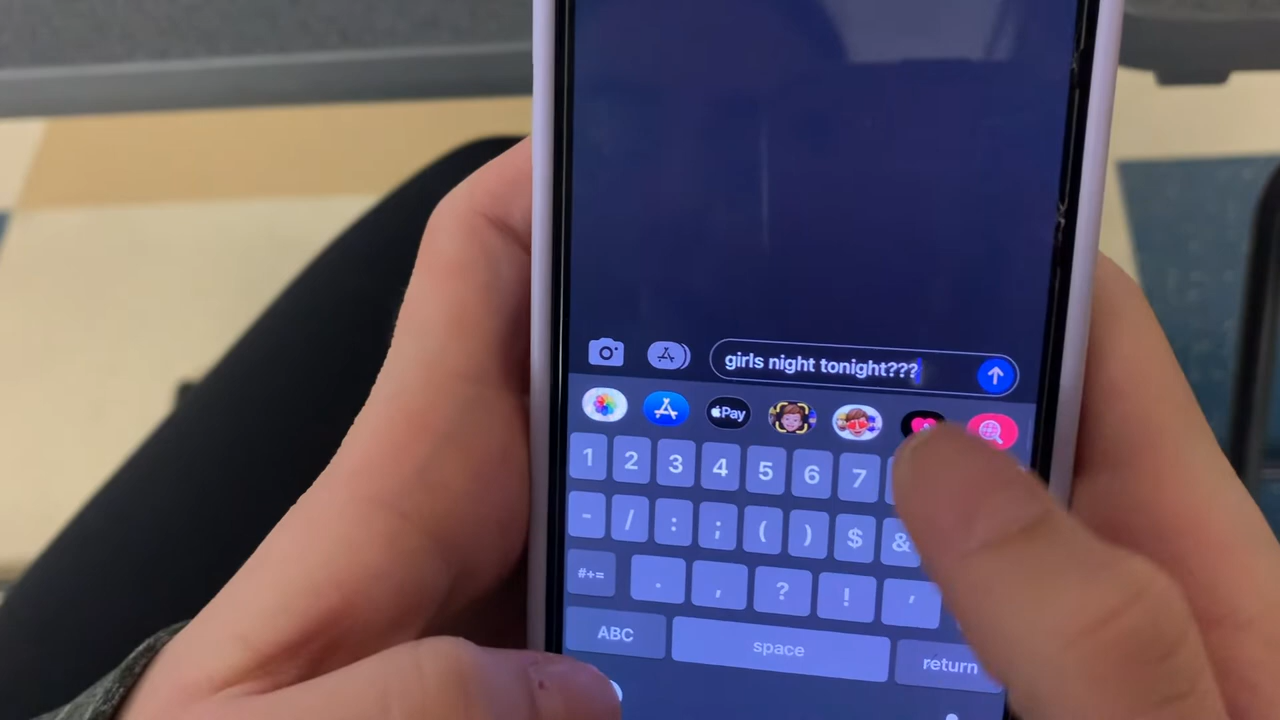 girls night tonight???
Pay
1 2 3 4 5 6 7
- / : ; ( ) $ &
#+= . , ? ! ’
ABC space return